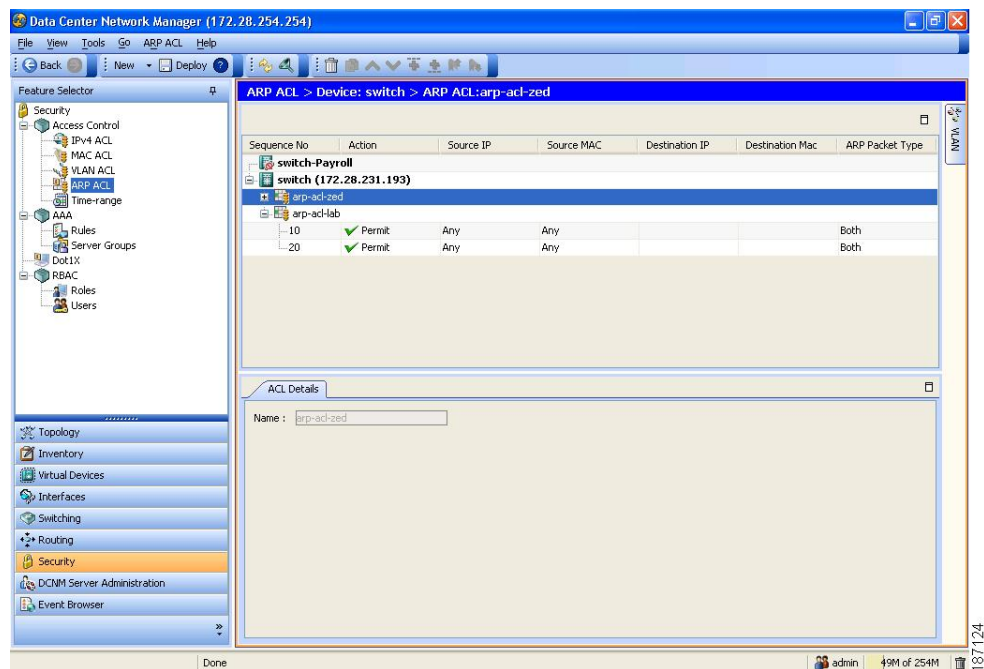 Data Center Network Manager (172.28.254.254)
File View Tools Go ARP ACL Help
Back New Deploy
Feature Selector
Security
Access Control
IPv4 ACL
MAC ACL
VLAN ACL
ARP ACL
Time-range
AAA
Rules
Server Groups
Dot1X
RBAC
Roles
Users
Topology
Inventory
Virtual Devices
Interfaces
Switching
Routing
Security
DCNM Server Administration
Event Browser
ARP ACL > Device: switch > ARP ACL:arp-acl-zed
Sequence No Action Source IP Source MAC Destination IP Destination Mac ARP Packet Type
switch-Payroll
switch (172.28.231.193)
arp-acl-zed
arp-acl-lab
10 Permit Any Any Both
20 Permit Any Any Both
VLAN
ACL Details
Name : arp-acl-zed
Done admin 49M of 254M
187124